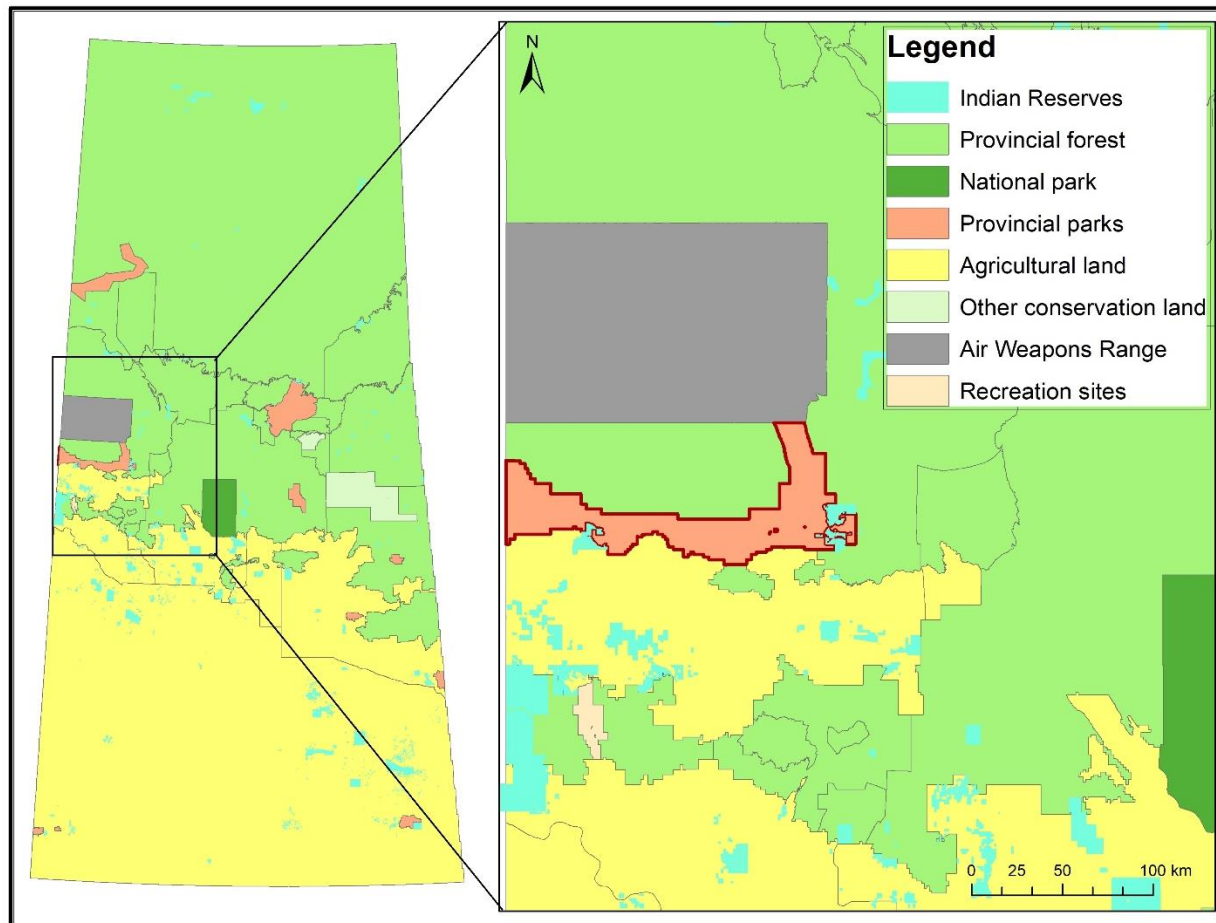 N
Legend
Indian Reserves
Provincial forest
National park
Provincial parks
Agricultural land
Other conservation land
Air Weapons Range
Recreation sites
0 25 50 100 km